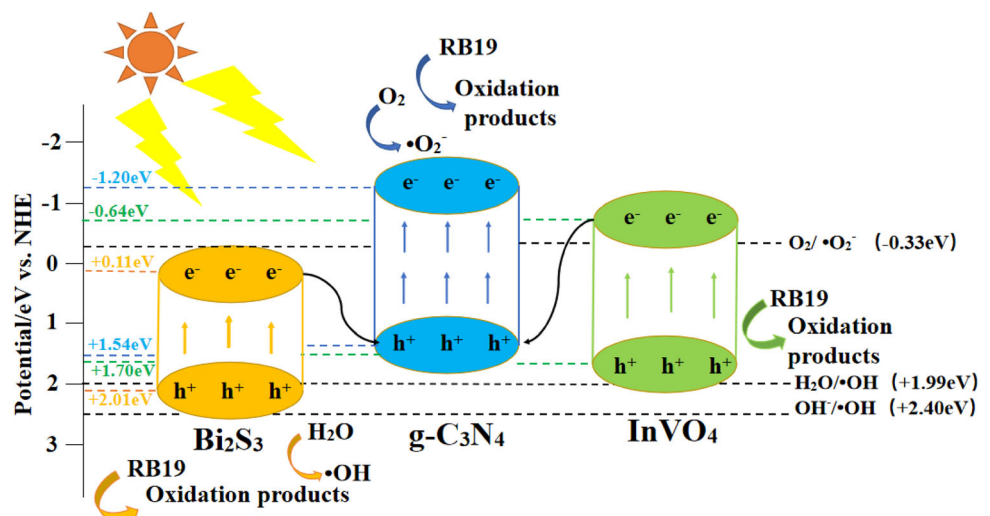 RB19
Oxidation
products
O₂
•O₂⁻
Potential/eV vs. NHE
-2
-1
0
1
2
3
-1.20eV
-0.64eV
+0.11eV
+1.54eV
+1.70eV
+2.01eV
e⁻ e⁻ e⁻
h⁺ h⁺ h⁺
Bi₂S₃
e⁻ e⁻ e⁻
h⁺ h⁺ h⁺
g-C₃N₄
e⁻ e⁻ e⁻
h⁺ h⁺ h⁺
InVO₄
O₂/ •O₂⁻ (-0.33eV)
RB19
Oxidation
products
H₂O/•OH (+1.99eV)
OH⁻/•OH (+2.40eV)
H₂O
•OH
RB19
Oxidation products